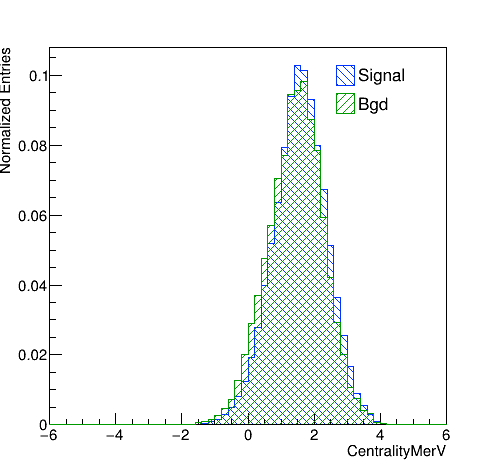 Normalized Entries
Signal
Bgd
0.1
0.08
0.06
0.04
0.02
0
−6 −4 −2 0 2 4 6
CentralityMerV